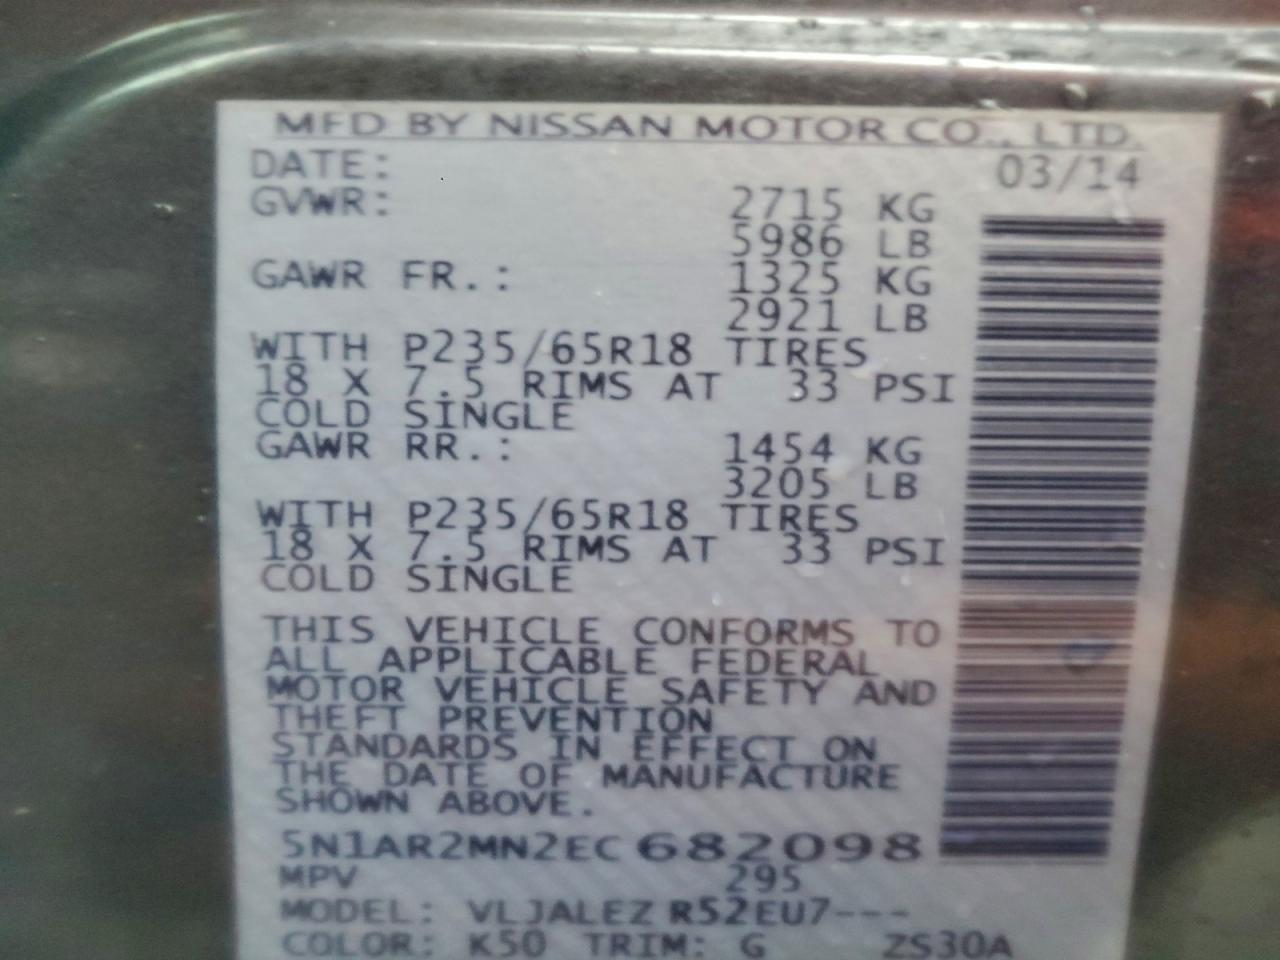 MFD BY NISSAN MOTOR CO., LTD.
DATE: 03/14
GVWR: 2715 KG
5986 LB
GAWR FR.: 1325 KG
2921 LB
WITH P235/65R18 TIRES
18 X 7.5 RIMS AT 33 PSI
COLD SINGLE
GAWR RR.: 1454 KG
3205 LB
WITH P235/65R18 TIRES
18 X 7.5 RIMS AT 33 PSI
COLD SINGLE
THIS VEHICLE CONFORMS TO
ALL APPLICABLE FEDERAL
MOTOR VEHICLE SAFETY AND
THEFT PREVENTION
STANDARDS IN EFFECT ON
THE DATE OF MANUFACTURE
SHOWN ABOVE.
5N1AR2MN2EC682098
MPV 295
MODEL: VLJALEZ R52EU7---
COLOR: K50 TRIM: G ZS30A